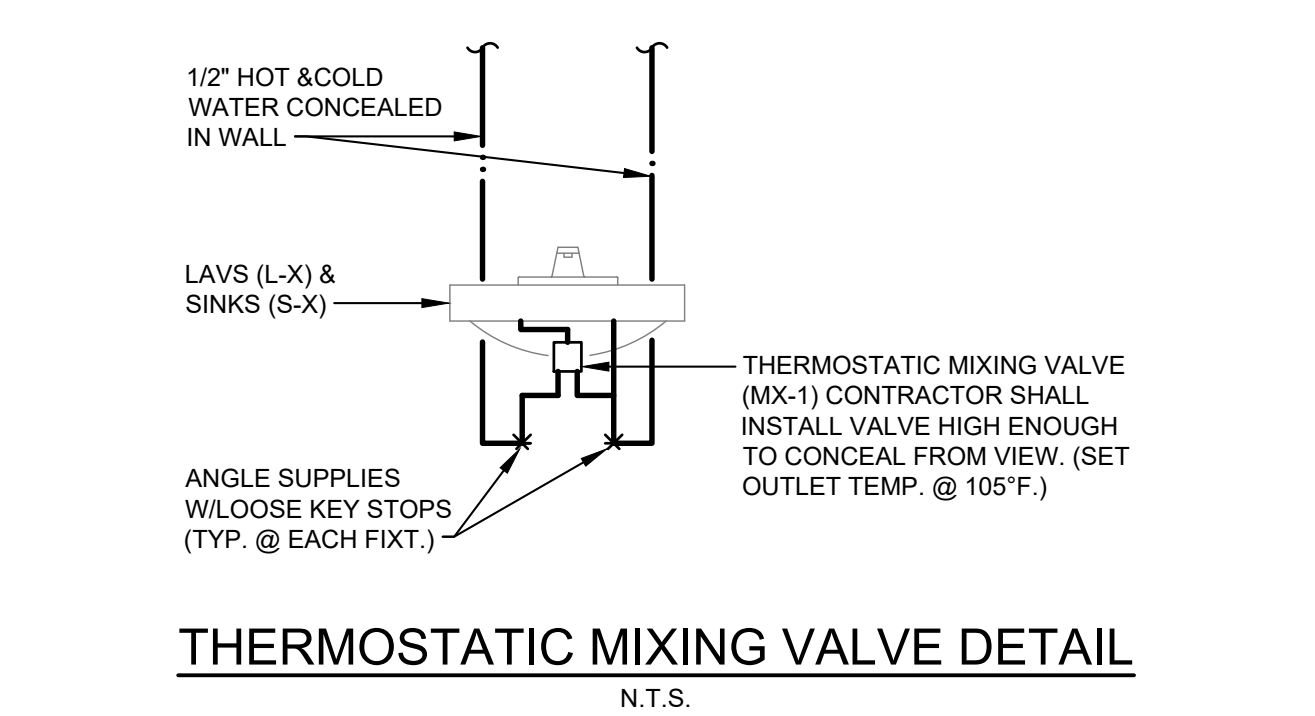 1/2" HOT &COLD
WATER CONCEALED
IN WALL
LAVS (L-X) &
SINKS (S-X)
THERMOSTATIC MIXING VALVE
(MX-1) CONTRACTOR SHALL
INSTALL VALVE HIGH ENOUGH
TO CONCEAL FROM VIEW. (SET
OUTLET TEMP. @ 105°F.)
ANGLE SUPPLIES
W/LOOSE KEY STOPS
(TYP. @ EACH FIXT.)
THERMOSTATIC MIXING VALVE DETAIL
N.T.S.